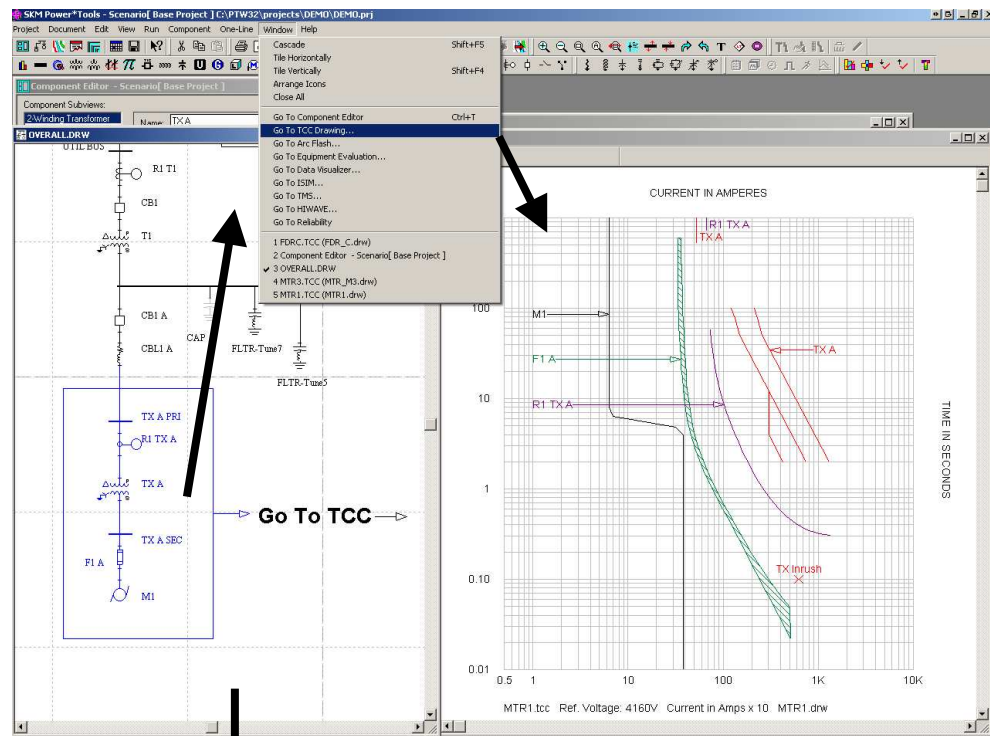 SKM Power*Tools - Scenario[ Base Project ] C:\PTW32\projects\DEMO\DEMO.prj
Project Document Edit View Run Component One-Line Window Help
Cascade Shift+F5
Tile Horizontally
Tile Vertically Shift+F4
Arrange Icons
Close All
Go To Component Editor Ctrl+T
Go To TCC Drawing...
Go To Arc Flash...
Go To Equipment Evaluation...
Go To Data Visualizer...
Go To ISIM...
Go To TMS...
Go To HIWAVE...
Go To Reliability
1 FDRC.TCC (FDR_C.drw)
2 Component Editor - Scenario[ Base Project ]
3 OVERALL.DRW
4 MTR3.TCC (MTR_M3.drw)
5 MTR1.TCC (MTR1.drw)
Component Editor - Scenario[ Base Project ]
Component Subviews:
2-Winding Transformer
Name: TX A
OVERALL.DRW
UTIL BUS
R1 T1
CB1
T1
CB1 A
CAP
CBL1 A
FLTR-Tune7
FLTR-Tune5
TX A PRI
R1 TX A
TX A
TX A SEC
F1 A
M1
Go To TCC
CURRENT IN AMPERES
R1 TX A
TX A
100
M1
TX A
F1 A
10
R1 TX A
TIME IN SECONDS
1
TX Inrush
0.10
0.01
0.5 1 10 100 1K 10K
MTR1.tcc Ref. Voltage: 4160V Current in Amps x 10 MTR1.drw